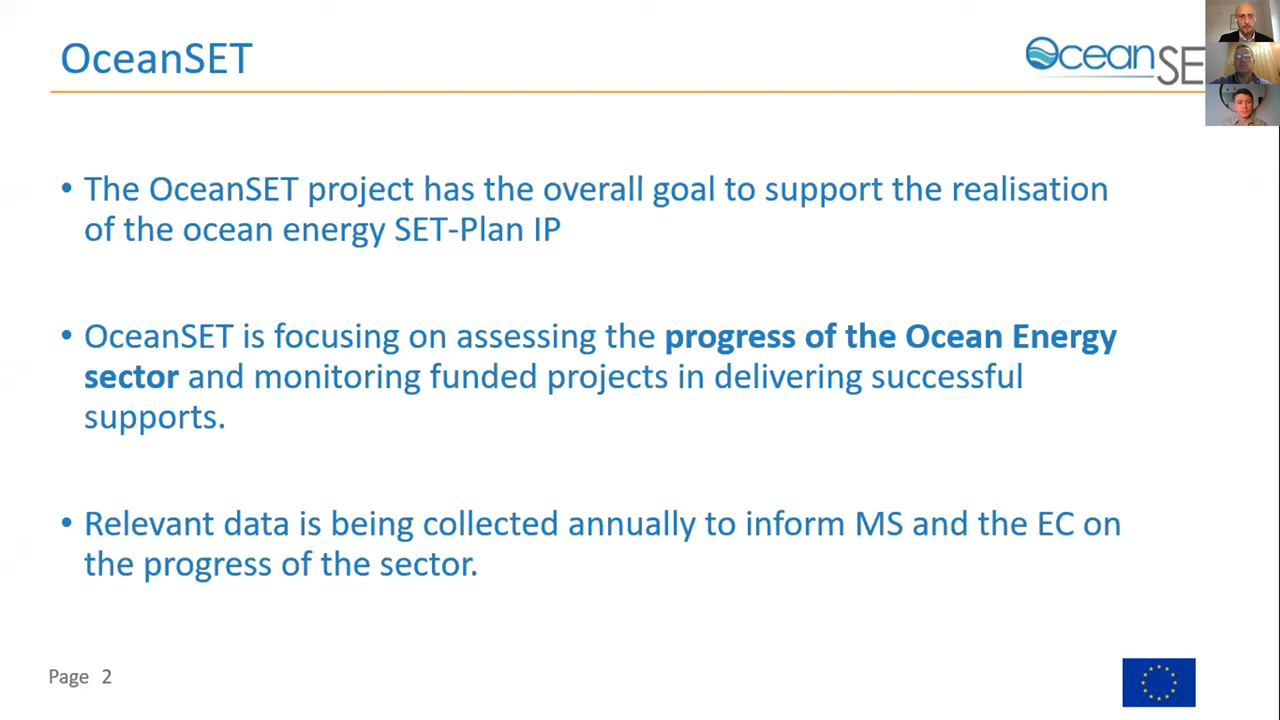 OceanSET
Ocean SE
• The OceanSET project has the overall goal to support the realisation
of the ocean energy SET-Plan IP
• OceanSET is focusing on assessing the progress of the Ocean Energy
sector and monitoring funded projects in delivering successful
supports.
• Relevant data is being collected annually to inform MS and the EC on
the progress of the sector.
Page 2